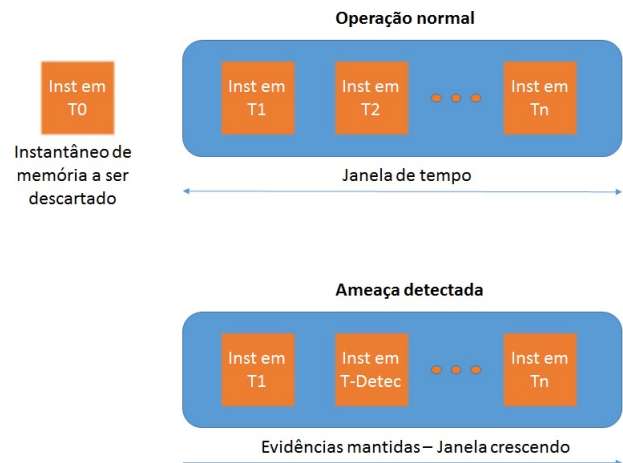 Operação normal
Inst em
T0
Inst em
T1
Inst em
T2
Inst em
Tn
Instantâneo de
memória a ser
descartado
Janela de tempo
Ameaça detectada
Inst em
T1
Inst em
T-Detec
Inst em
Tn
Evidências mantidas – Janela crescendo